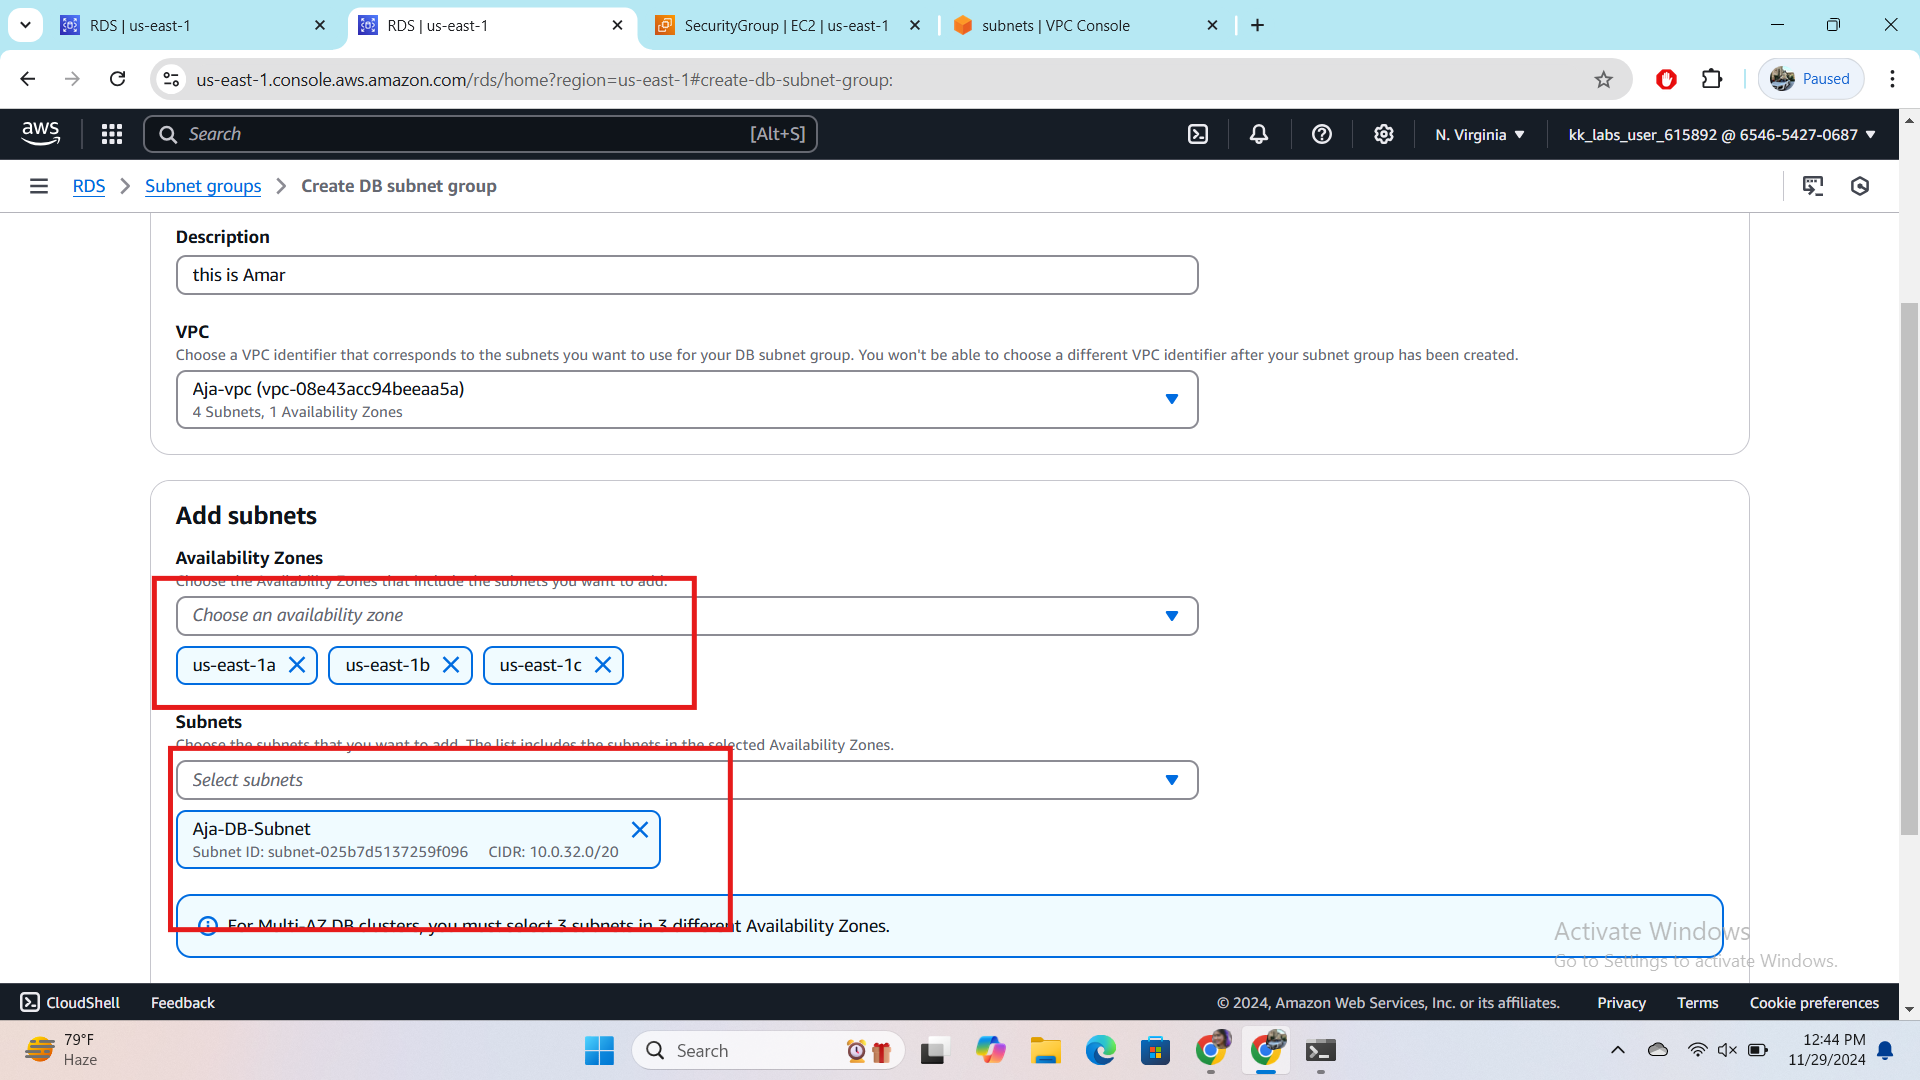 RDS | us-east-1
RDS | us-east-1
SecurityGroup | EC2 | us-east-1
subnets | VPC Console
us-east-1.console.aws.amazon.com/rds/home?region=us-east-1#create-db-subnet-group:
Paused
aws
Search
[Alt+S]
N. Virginia
kk_labs_user_615892 @ 6546-5427-0687
RDS
Subnet groups
Create DB subnet group
Description
this is Amar
VPC
Choose a VPC identifier that corresponds to the subnets you want to use for your DB subnet group. You won't be able to choose a different VPC identifier after your subnet group has been created.
Aja-vpc (vpc-08e43acc94beeaa5a)
4 Subnets, 1 Availability Zones
Add subnets
Availability Zones
Choose the Availability Zones that include the subnets you want to add.
Choose an availability zone
us-east-1a
us-east-1b
us-east-1c
Subnets
Choose the subnets that you want to add. The list includes the subnets in the selected Availability Zones.
Select subnets
Aja-DB-Subnet
Subnet ID: subnet-025b7d5137259f096 CIDR: 10.0.32.0/20
For Multi-AZ DB clusters, you must select 3 subnets in 3 different Availability Zones.
Activate Windows
Go to Settings to activate Windows.
CloudShell
Feedback
© 2024, Amazon Web Services, Inc. or its affiliates.
Privacy
Terms
Cookie preferences
79°F
Haze
Search
12:44 PM
11/29/2024